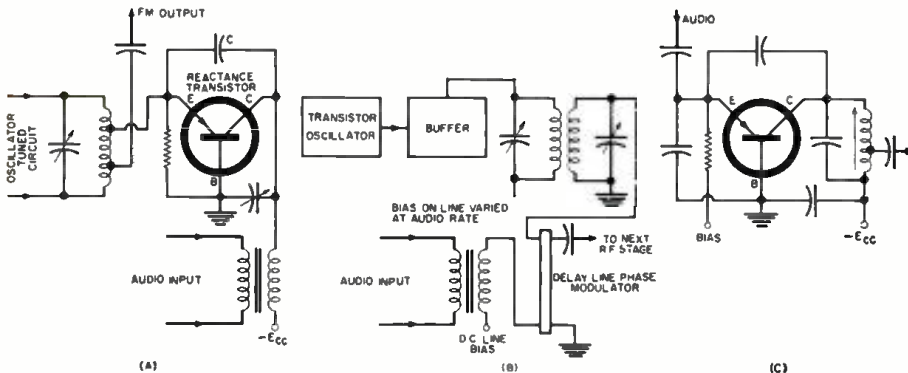 FM OUTPUT
C
REACTANCE
TRANSISTOR
E
C
B
OSCILLATOR
TUNED
CIRCUIT
AUDIO INPUT
-ECC
(A)
TRANSISTOR
OSCILLATOR
BUFFER
BIAS ON LINE VARIED
AT AUDIO RATE
AUDIO INPUT
DC LINE
BIAS
TO NEXT
RF STAGE
DELAY LINE PHASE
MODULATOR
(B)
AUDIO
E
C
B
BIAS
-ECC
(C)